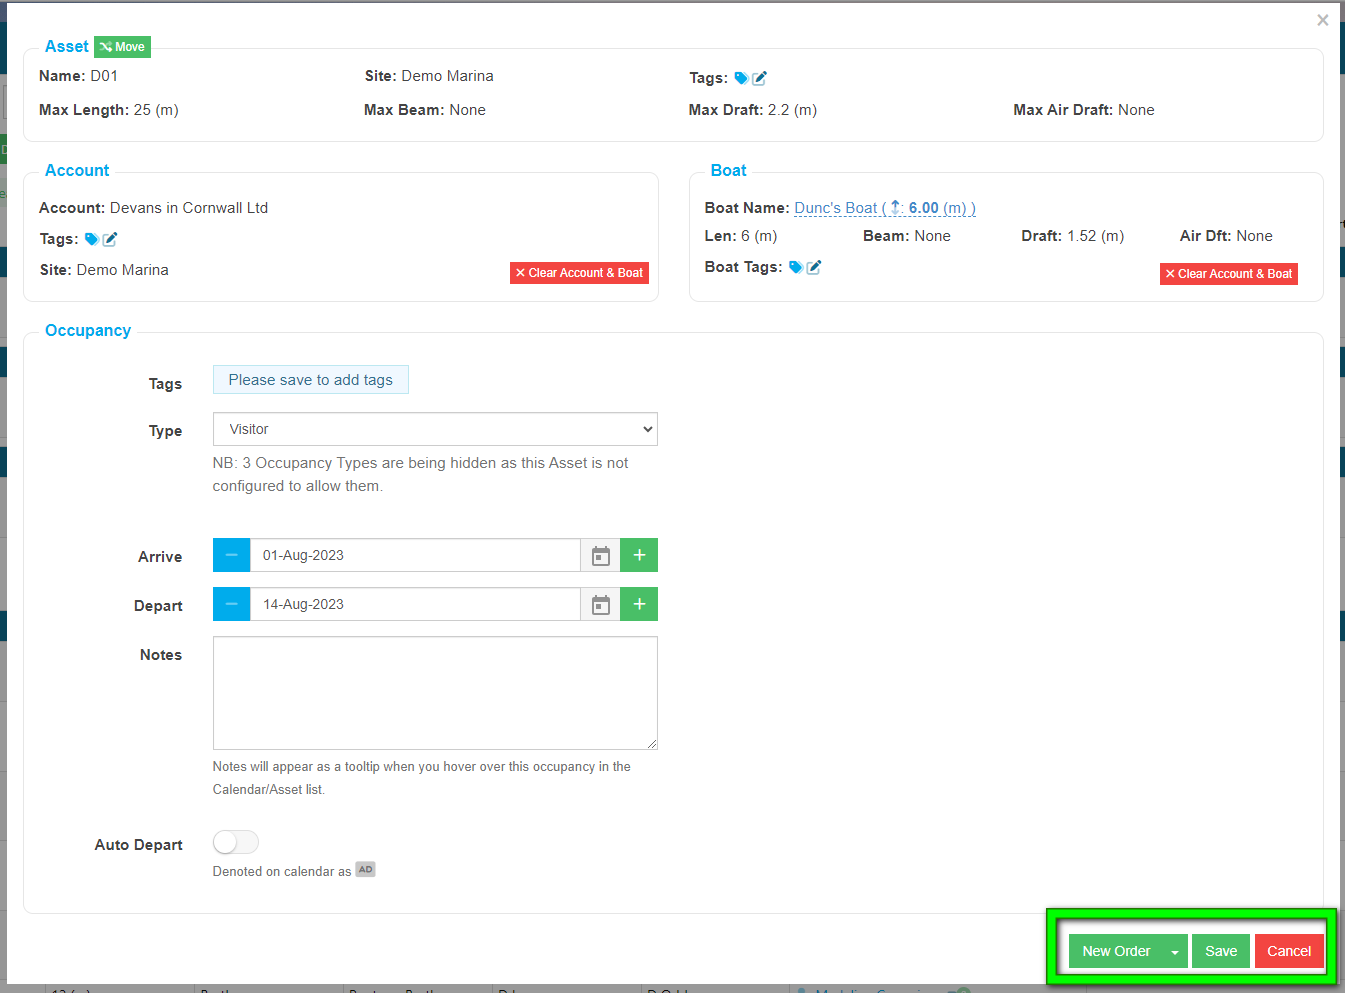 ×
Asset Move
Name: D01 Site: Demo Marina Tags:
Max Length: 25 (m) Max Beam: None Max Draft: 2.2 (m) Max Air Draft: None
Account
Account: Devans in Cornwall Ltd
Tags:
Site: Demo Marina
× Clear Account & Boat
Boat
Boat Name: Dunc's Boat ( : 6.00 (m) )
Len: 6 (m) Beam: None Draft: 1.52 (m) Air Dft: None
Boat Tags:
× Clear Account & Boat
Occupancy
Tags Please save to add tags
Type Visitor
NB: 3 Occupancy Types are being hidden as this Asset is not
configured to allow them.
Arrive − 01-Aug-2023 +
Depart − 14-Aug-2023 +
Notes
Notes will appear as a tooltip when you hover over this occupancy in the
Calendar/Asset list.
Auto Depart
Denoted on calendar as AD
New Order Save Cancel